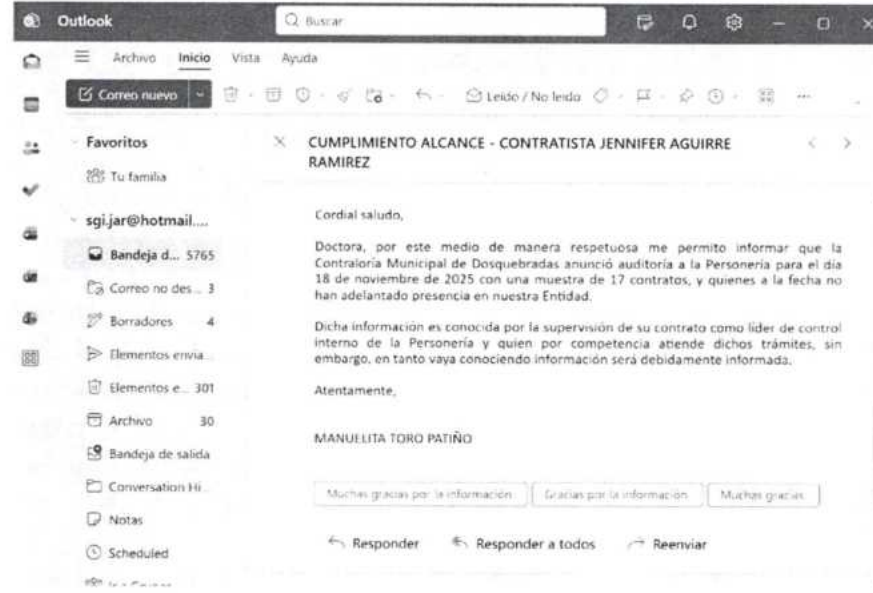 Outlook
Buscar
Archivo Inicio Vista Ayuda
Correo nuevo
Leído / No leído
Favoritos
Tu familia
sgi.jar@hotmail....
Bandeja d... 5765
Correo no des... 3
Borradores 4
Elementos envia...
Elementos e... 301
Archivo 30
Bandeja de salida
Conversation Hi...
Notas
Scheduled
CUMPLIMIENTO ALCANCE - CONTRATISTA JENNIFER AGUIRRE
RAMIREZ
Cordial saludo,
Doctora, por este medio de manera respetuosa me permito informar que la
Contraloría Municipal de Dosquebradas anunció auditoría a la Personería para el día
18 de noviembre de 2025 con una muestra de 17 contratos, y quienes a la fecha no
han adelantado presencia en nuestra Entidad.
Dicha información es conocida por la supervisión de su contrato como líder de control
interno de la Personería y quien por competencia atiende dichos trámites, sin
embargo, en tanto vaya conociendo información será debidamente informada.
Atentamente,
MANUELITA TORO PATIÑO
Muchas gracias por la información. Gracias por la información. Muchas gracias.
Responder Responder a todos Reenviar